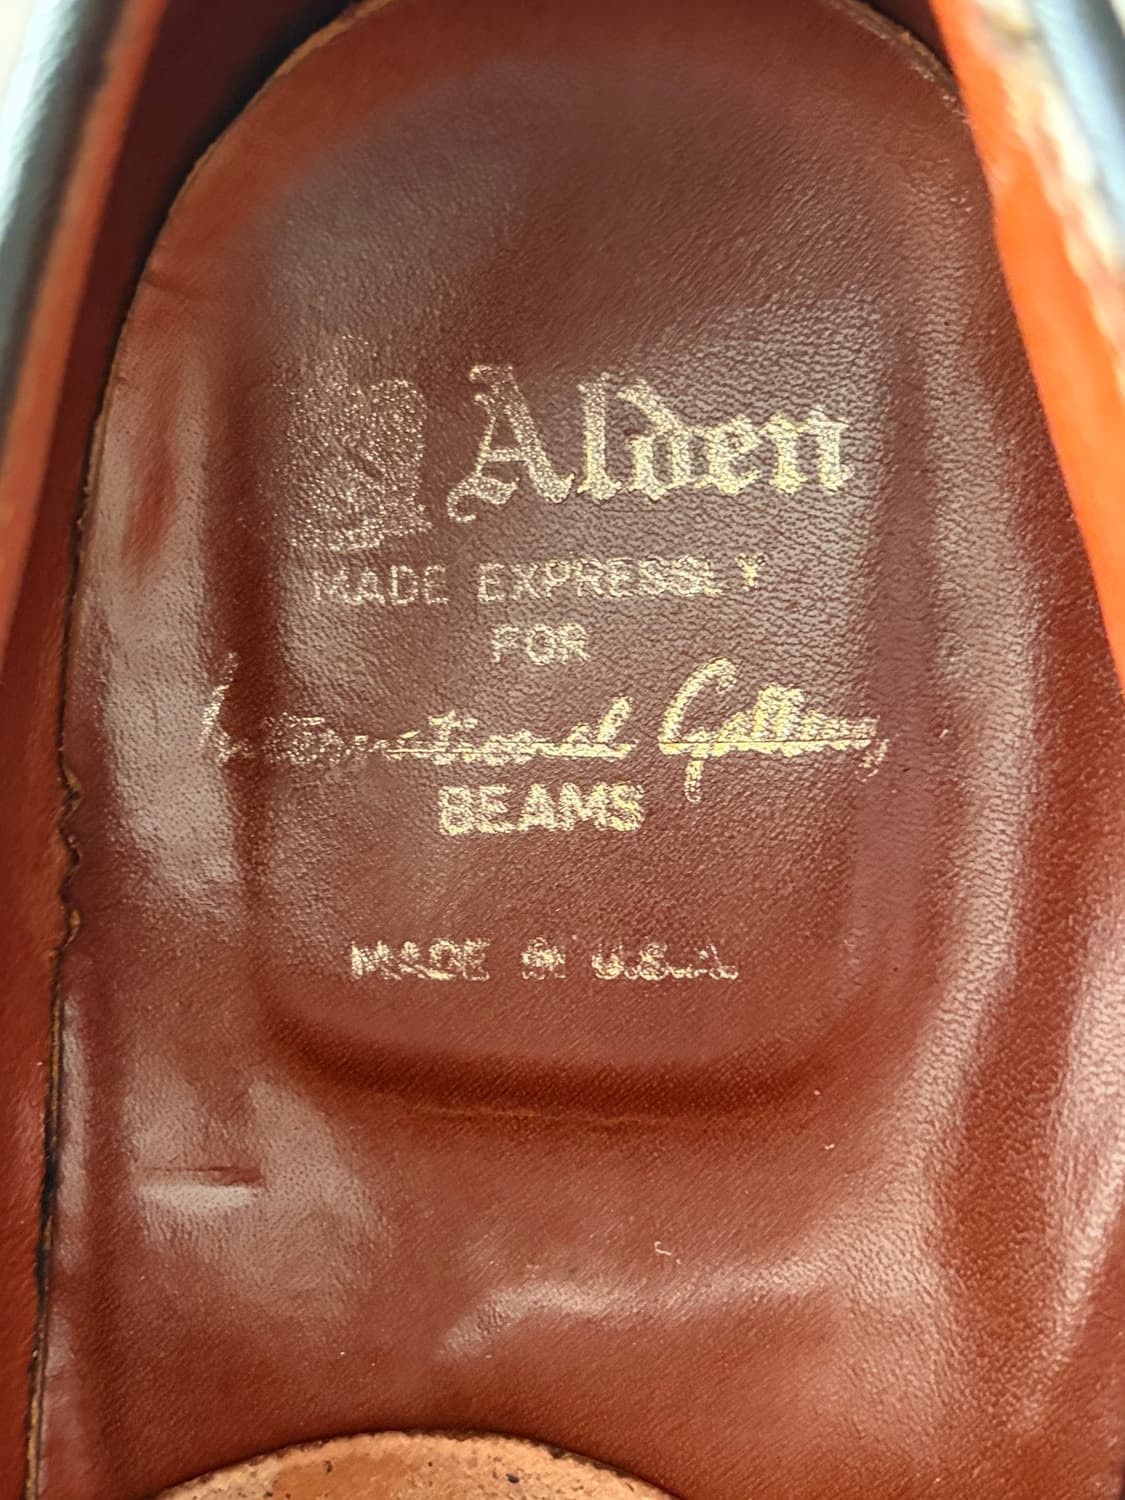 Alden
MADE EXPRESSLY
FOR
International Gallery
BEAMS
MADE IN U.S.A.